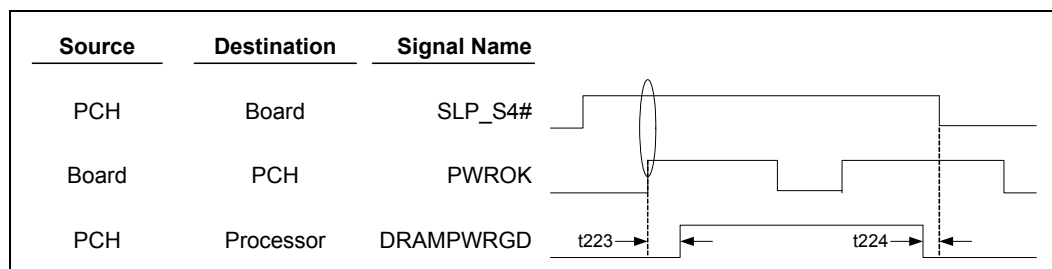 Source Destination Signal Name
PCH Board SLP_S4#
Board PCH PWROK
PCH Processor DRAMPWRGD t223 t224